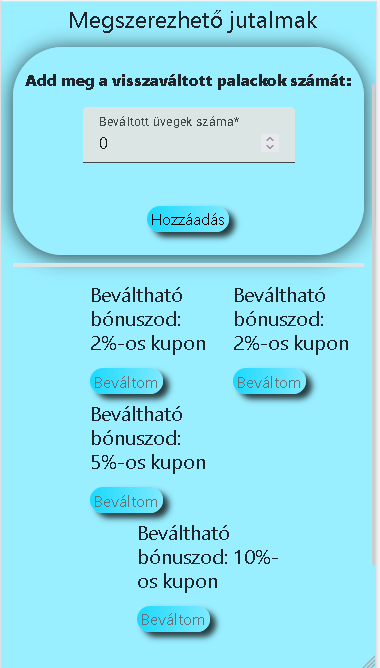 Megszerezhető jutalmak
Add meg a visszaváltott palackok számát:
Beváltott üvegek száma*
0
Hozzáadás
Beváltható
bónuszod:
2%-os kupon
Beváltom
Beváltható
bónuszod:
2%-os kupon
Beváltom
Beváltható
bónuszod:
5%-os kupon
Beváltom
Beváltható
bónuszod: 10%-
os kupon
Beváltom